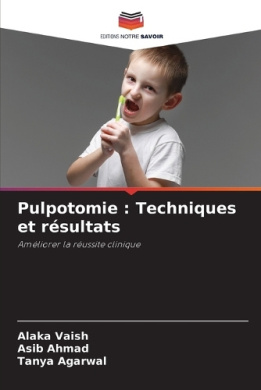 EDITIONS NOTRE SAVOIR
Pulpotomie : Techniques
et résultats
Améliorer la réussite clinique
Alaka Vaish
Asib Ahmad
Tanya Agarwal